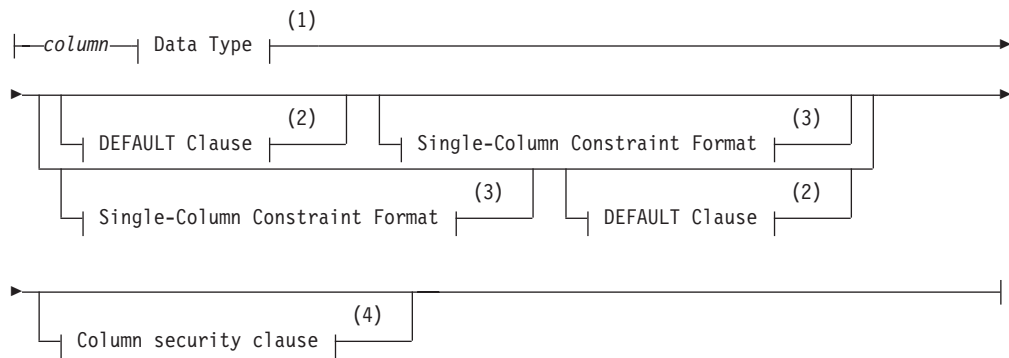 (1)
column Data Type
(2) (3)
DEFAULT Clause Single-Column Constraint Format
(3) (2)
Single-Column Constraint Format DEFAULT Clause
(4)
Column security clause